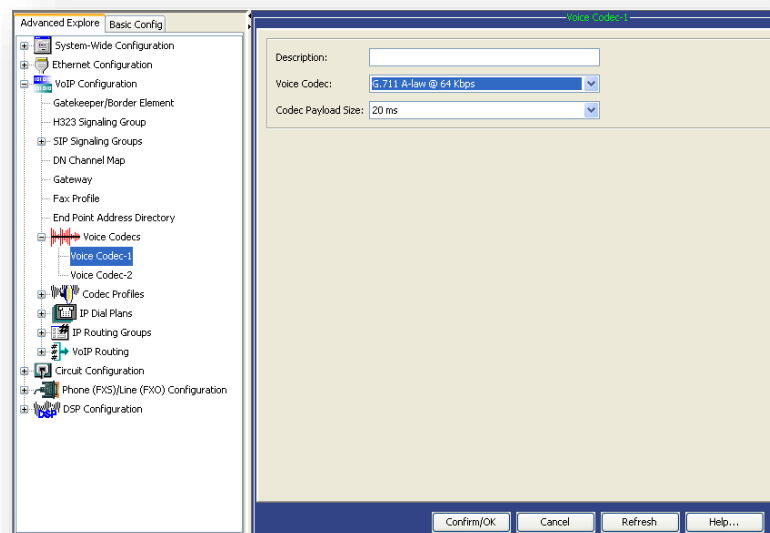 Advanced Explore
Basic Config
System-Wide Configuration
Ethernet Configuration
VoIP Configuration
Gatekeeper/Border Element
H323 Signaling Group
SIP Signaling Groups
DN Channel Map
Gateway
Fax Profile
End Point Address Directory
Voice Codecs
Voice Codec-1
Voice Codec-2
Codec Profiles
IP Dial Plans
IP Routing Groups
VoIP Routing
Circuit Configuration
Phone (FXS)/Line (FXO) Configuration
DSP
DSP Configuration
Voice Codec-1
Description:
Voice Codec: G.711 A-law @ 64 Kbps
Codec Payload Size: 20 ms
Confirm/OK
Cancel
Refresh
Help...